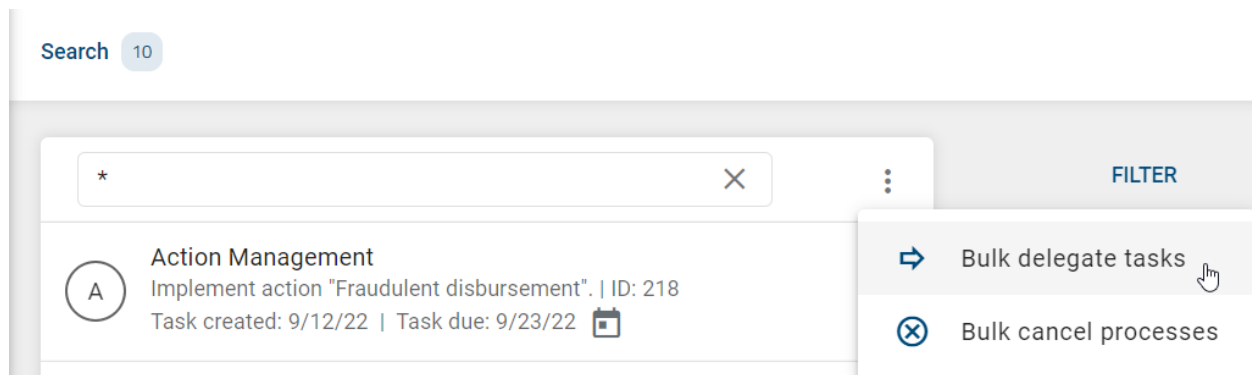 Search 10
* FILTER
Action Management
A
Implement action "Fraudulent disbursement". | ID: 218
Task created: 9/12/22 | Task due: 9/23/22
Bulk delegate tasks
Bulk cancel processes